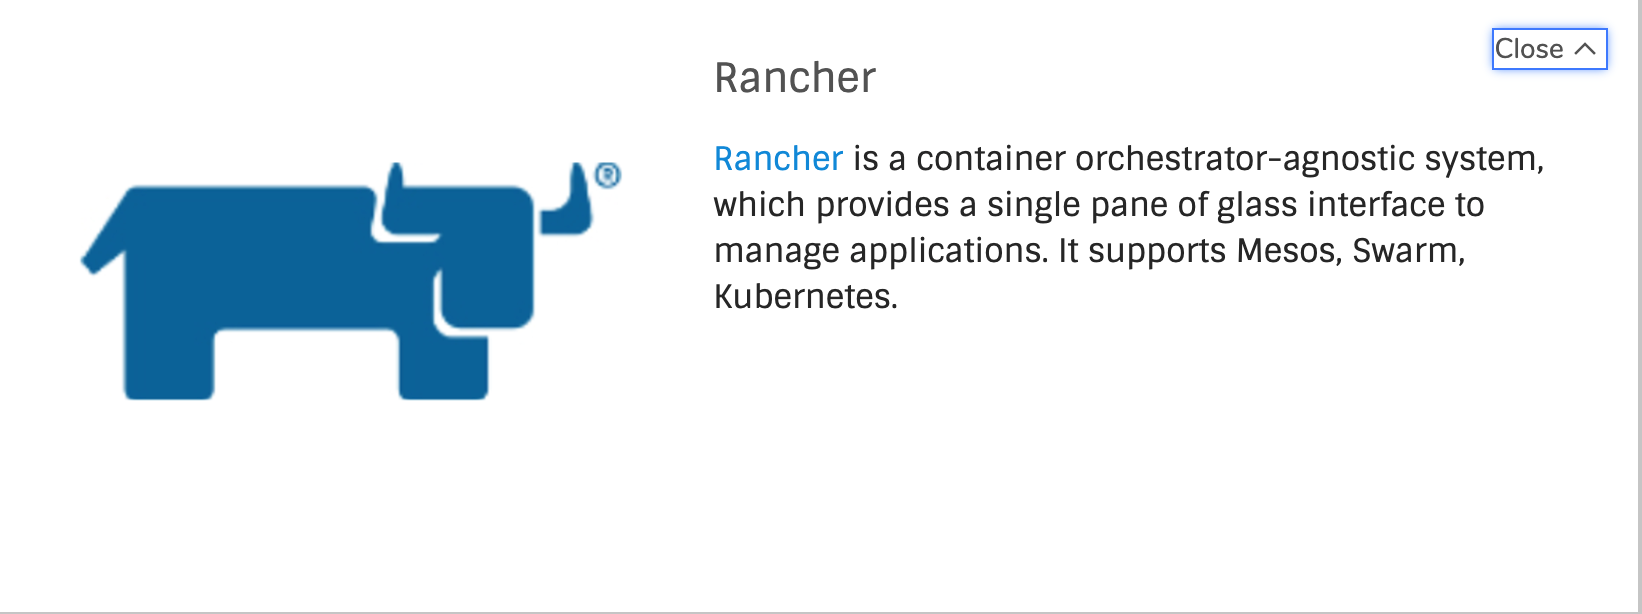 Close
Rancher
®
Rancher is a container orchestrator-agnostic system,
which provides a single pane of glass interface to
manage applications. It supports Mesos, Swarm,
Kubernetes.